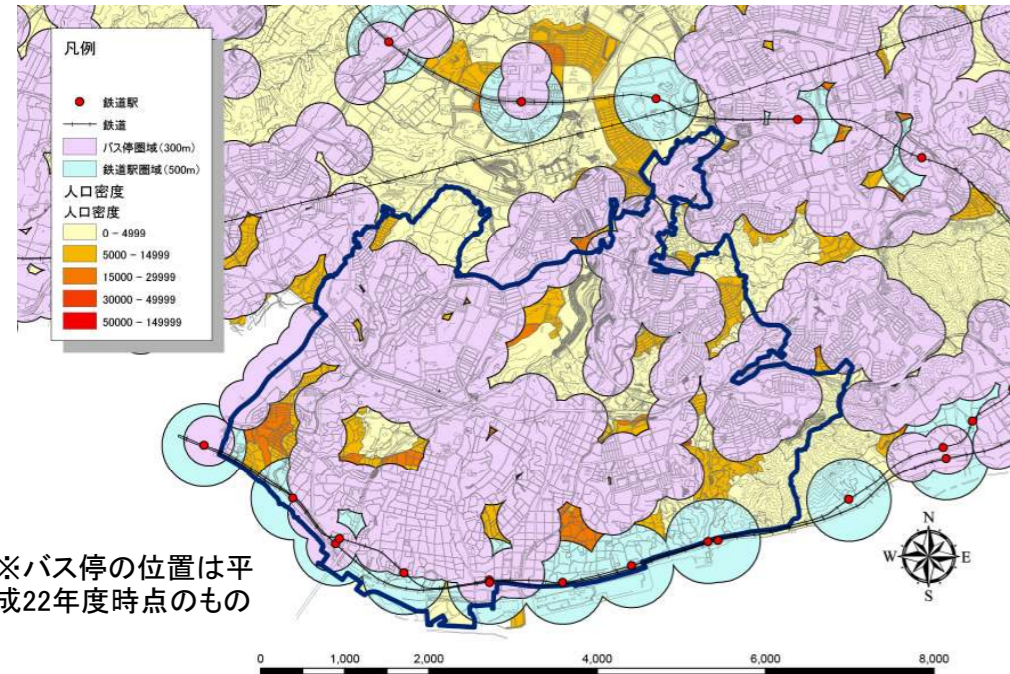 凡例
鉄道駅
鉄道
バス停圏域(300m)
鉄道駅圏域(500m)
人口密度
人口密度
0 - 4999
5000 - 14999
15000 - 29999
30000 - 49999
50000 - 149999
※バス停の位置は平
成22年度時点のもの
N
W E
S
0 1,000 2,000 4,000 6,000 8,000